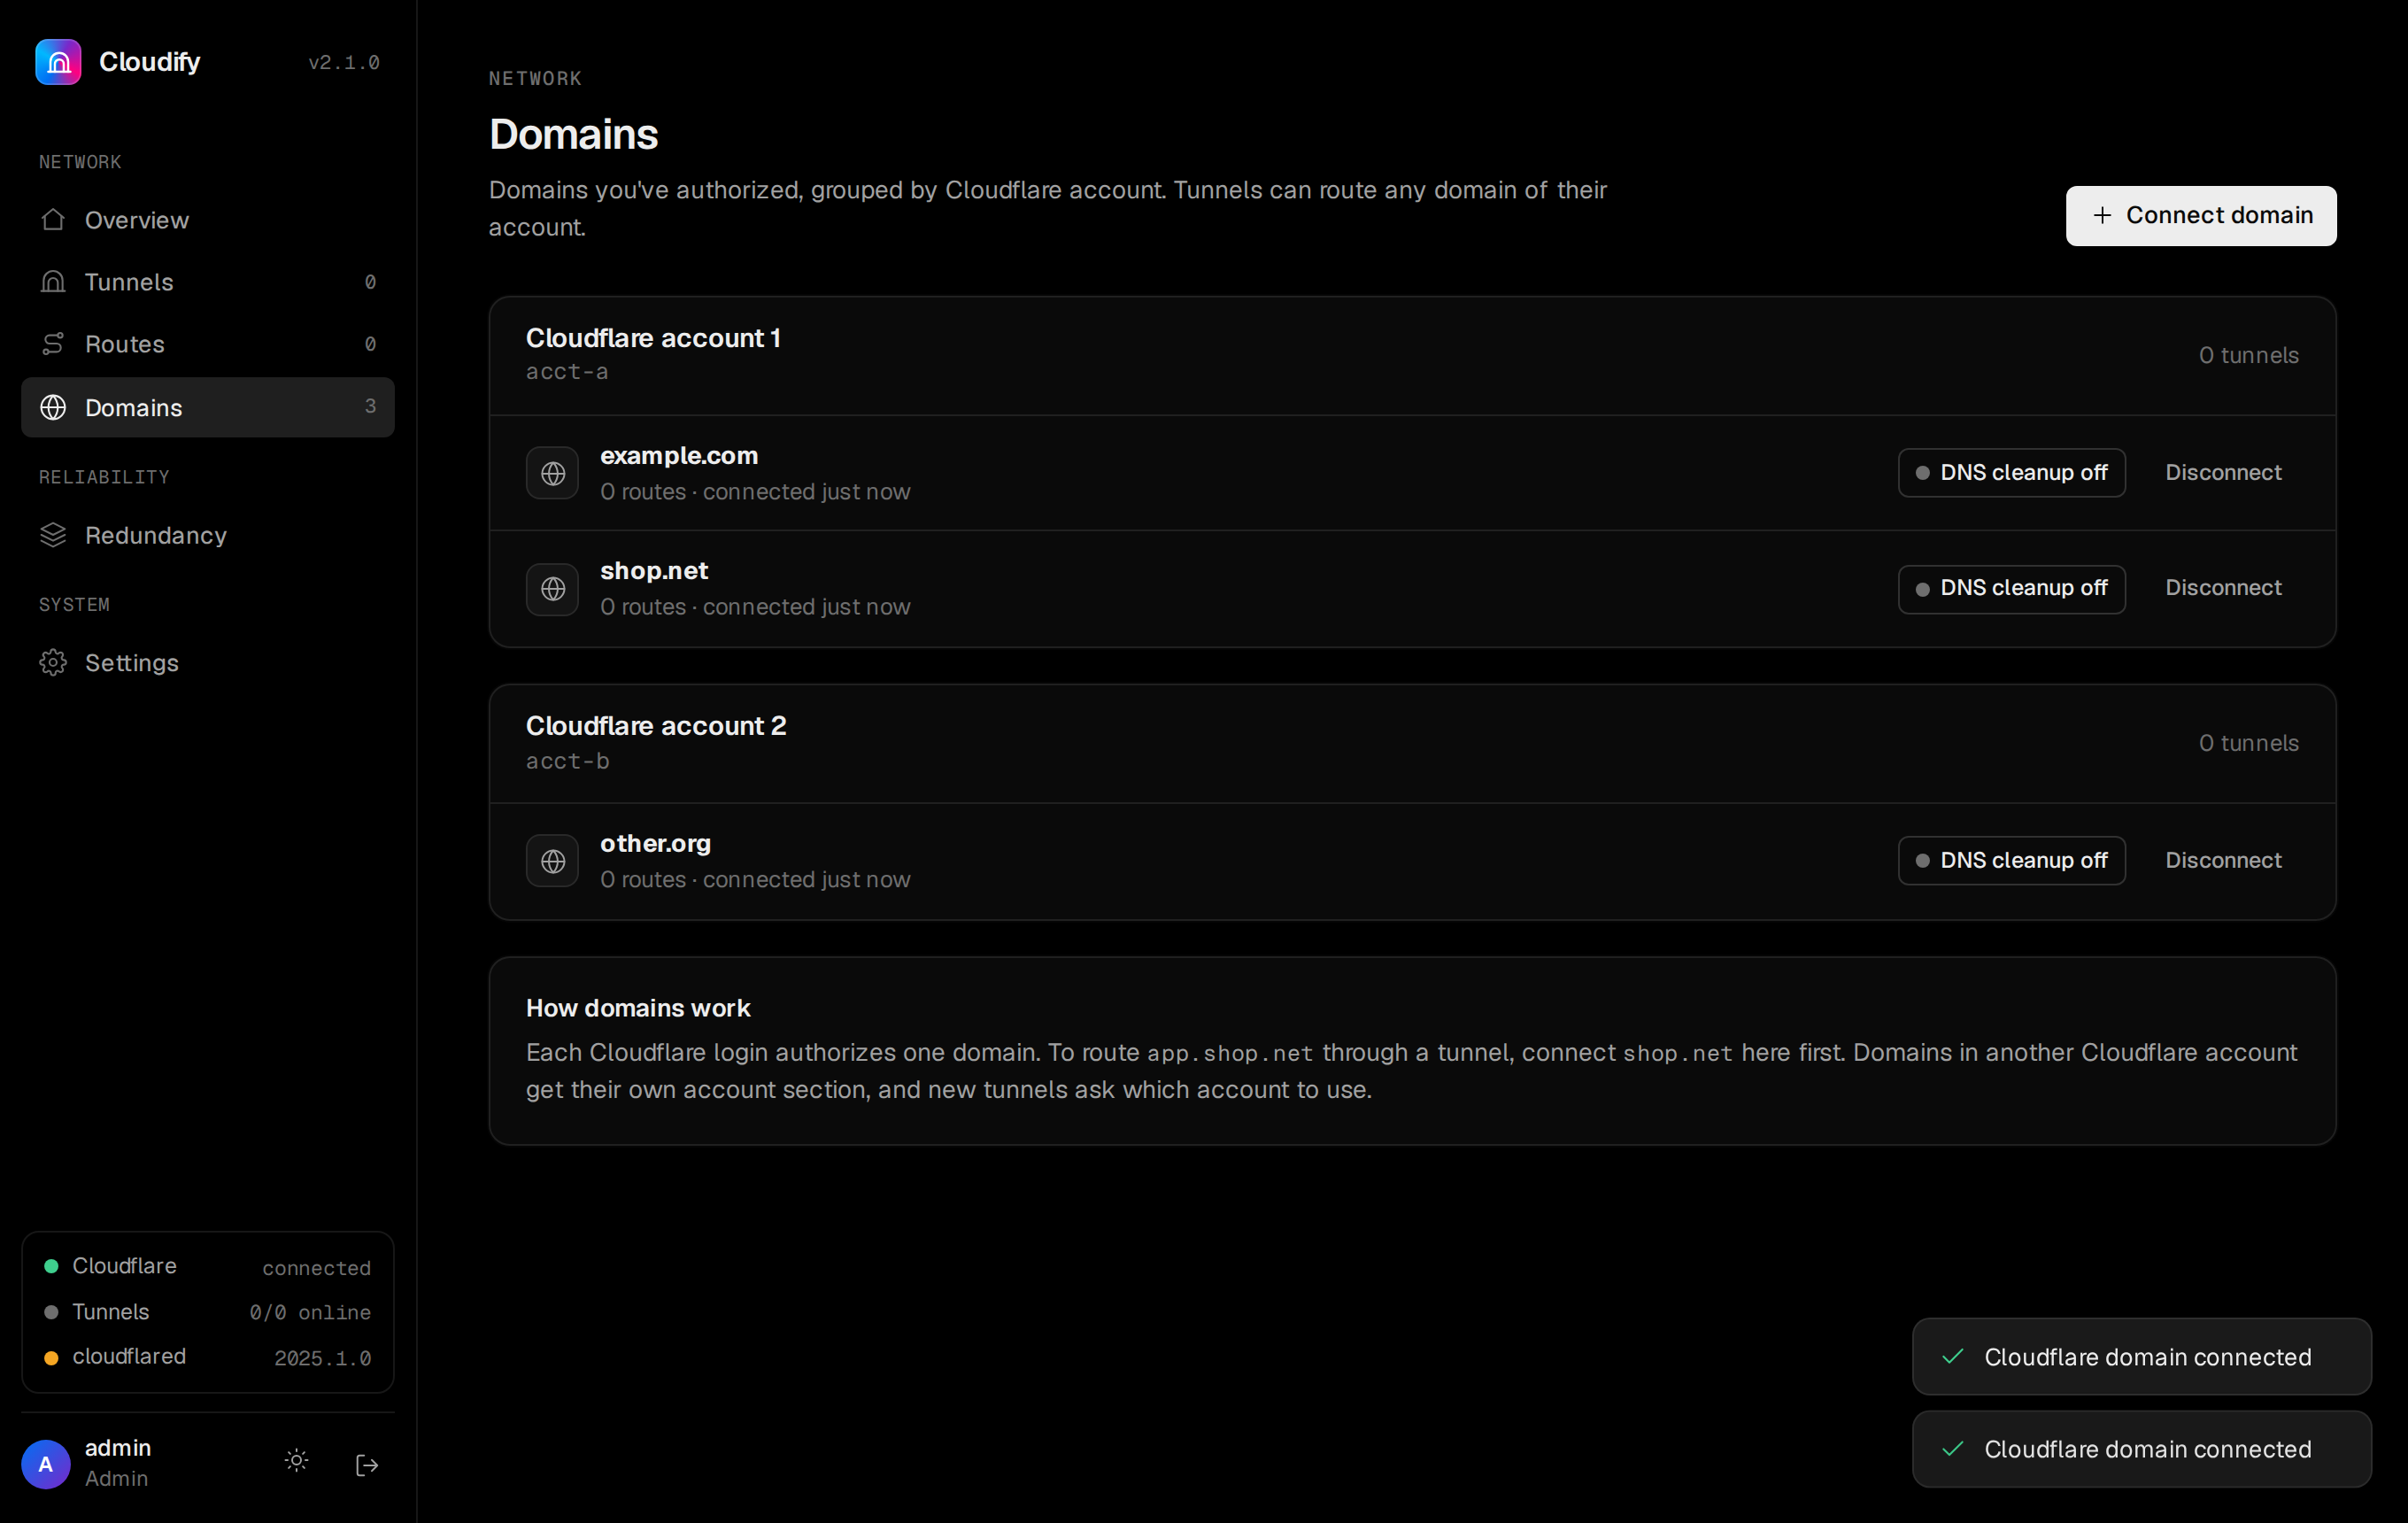 Cloudify
v2.1.0
NETWORK
Overview
Tunnels 0
Routes 0
Domains 3
RELIABILITY
Redundancy
SYSTEM
Settings
Cloudflare connected
Tunnels 0/0 online
cloudflared 2025.1.0
A
admin
Admin
NETWORK
Domains
Domains you've authorized, grouped by Cloudflare account. Tunnels can route any domain of their
account.
Connect domain
Cloudflare account 1
acct-a
0 tunnels
example.com
0 routes · connected just now
DNS cleanup off
Disconnect
shop.net
0 routes · connected just now
DNS cleanup off
Disconnect
Cloudflare account 2
acct-b
0 tunnels
other.org
0 routes · connected just now
DNS cleanup off
Disconnect
How domains work
Each Cloudflare login authorizes one domain. To route app.shop.net through a tunnel, connect shop.net here first. Domains in another Cloudflare account
get their own account section, and new tunnels ask which account to use.
Cloudflare domain connected
Cloudflare domain connected